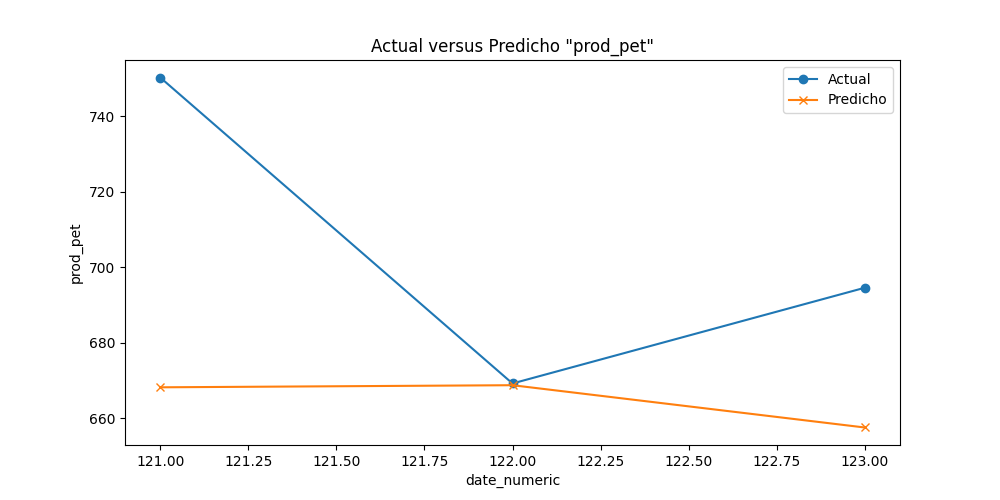 Actual versus Predicho "prod_pet"
Actual
Predicho
740
720
700
680
660
prod_pet
121.00 121.25 121.50 121.75 122.00 122.25 122.50 122.75 123.00
date_numeric